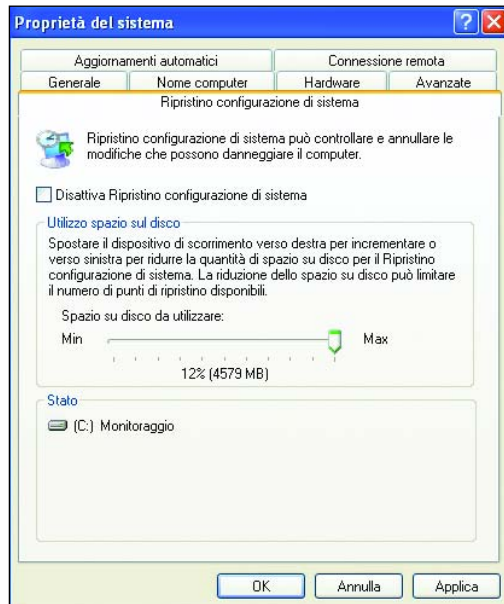 Proprietà del sistema
Aggiornamenti automatici
Connessione remota
Generale
Nome computer
Hardware
Avanzate
Ripristino configurazione di sistema
Ripristino configurazione di sistema può controllare e annullare le
modifiche che possono danneggiare il computer.
Disattiva Ripristino configurazione di sistema
Utilizzo spazio sul disco
Spostare il dispositivo di scorrimento verso destra per incrementare o
verso sinistra per ridurre la quantità di spazio su disco per il Ripristino
configurazione di sistema. La riduzione dello spazio su disco può limitare
il numero di punti di ripristino disponibili.
Spazio su disco da utilizzare:
Min
Max
12% (4579 MB)
Stato
(C:) Monitoraggio
OK
Annulla
Applica